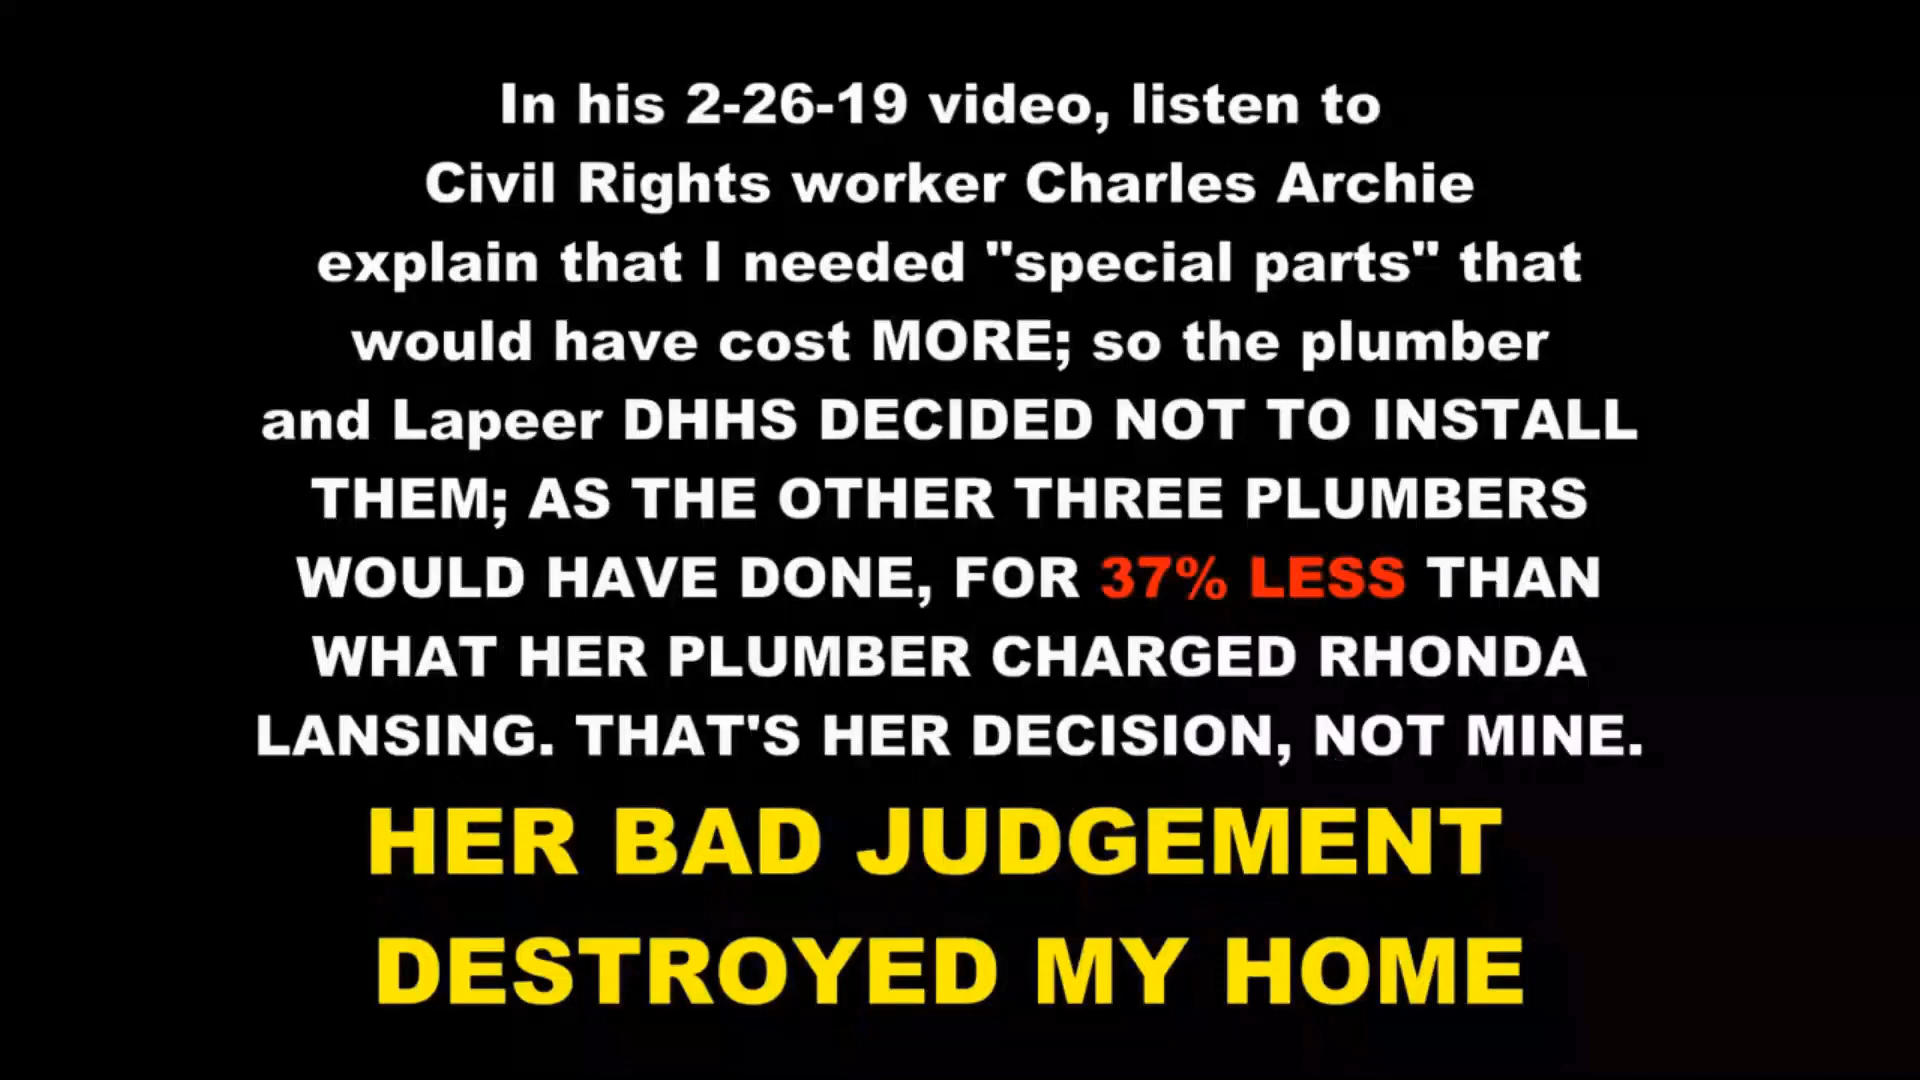 In his 2-26-19 video, listen to
Civil Rights worker Charles Archie
explain that I needed "special parts" that
would have cost MORE; so the plumber
and Lapeer DHHS DECIDED NOT TO INSTALL
THEM; AS THE OTHER THREE PLUMBERS
WOULD HAVE DONE, FOR 37% LESS THAN
WHAT HER PLUMBER CHARGED RHONDA
LANSING. THAT'S HER DECISION, NOT MINE.
HER BAD JUDGEMENT
DESTROYED MY HOME